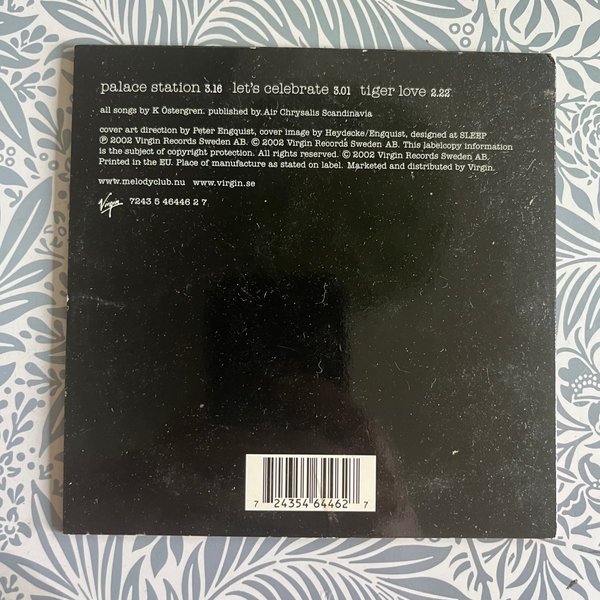 palace station 3.16 let's celebrate 3.01 tiger love 2.22
all songs by K Östergren. published by Air Chrysalis Scandinavia
cover art direction by Peter Engquist, cover image by Heydecke/Engquist, designed at SLEEP
℗ 2002 Virgin Records Sweden AB. © 2002 Virgin Records Sweden AB. This labelcopy information
is the subject of copyright protection. All rights reserved. © 2002 Virgin Records Sweden AB.
Printed in the EU. Place of manufacture as stated on label. Marketed and distributed by Virgin.
www.melodyclub.nu www.virgin.se
Virgin 7243 5 46446 2 7
7 24354 64462 7